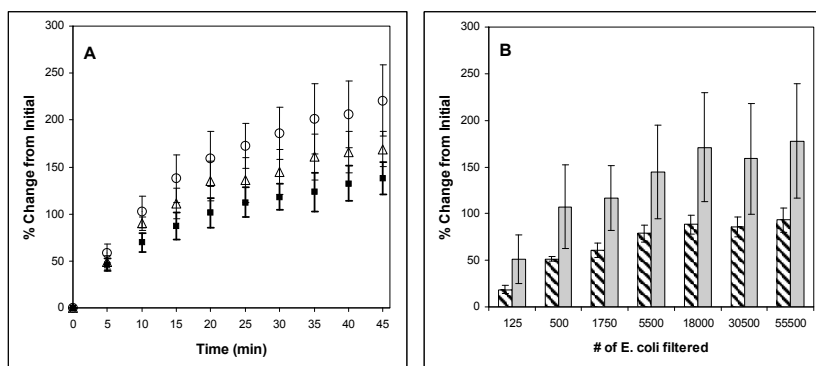 A
300
250
200
150
100
50
0
% Change from Initial
0 5 10 15 20 25 30 35 40 45
Time (min)
B
300
250
200
150
100
50
0
% Change from Initial
125 500 1750 5500 18000 30500 55500
# of E. coli filtered